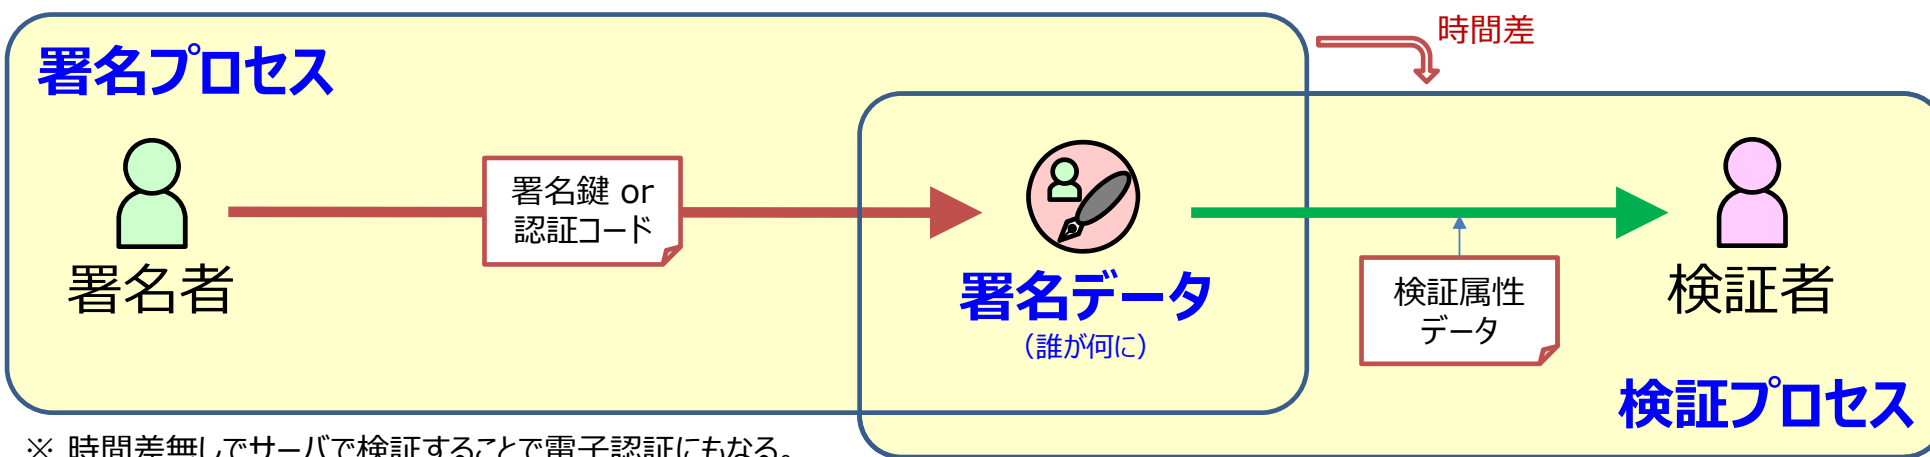 時間差
署名プロセス
署名鍵 or
認証コード
署名者
署名データ
（誰が何に）
検証属性
データ
検証者
検証プロセス
※ 時間差無しでサーバで検証することで電子認証にもなる。